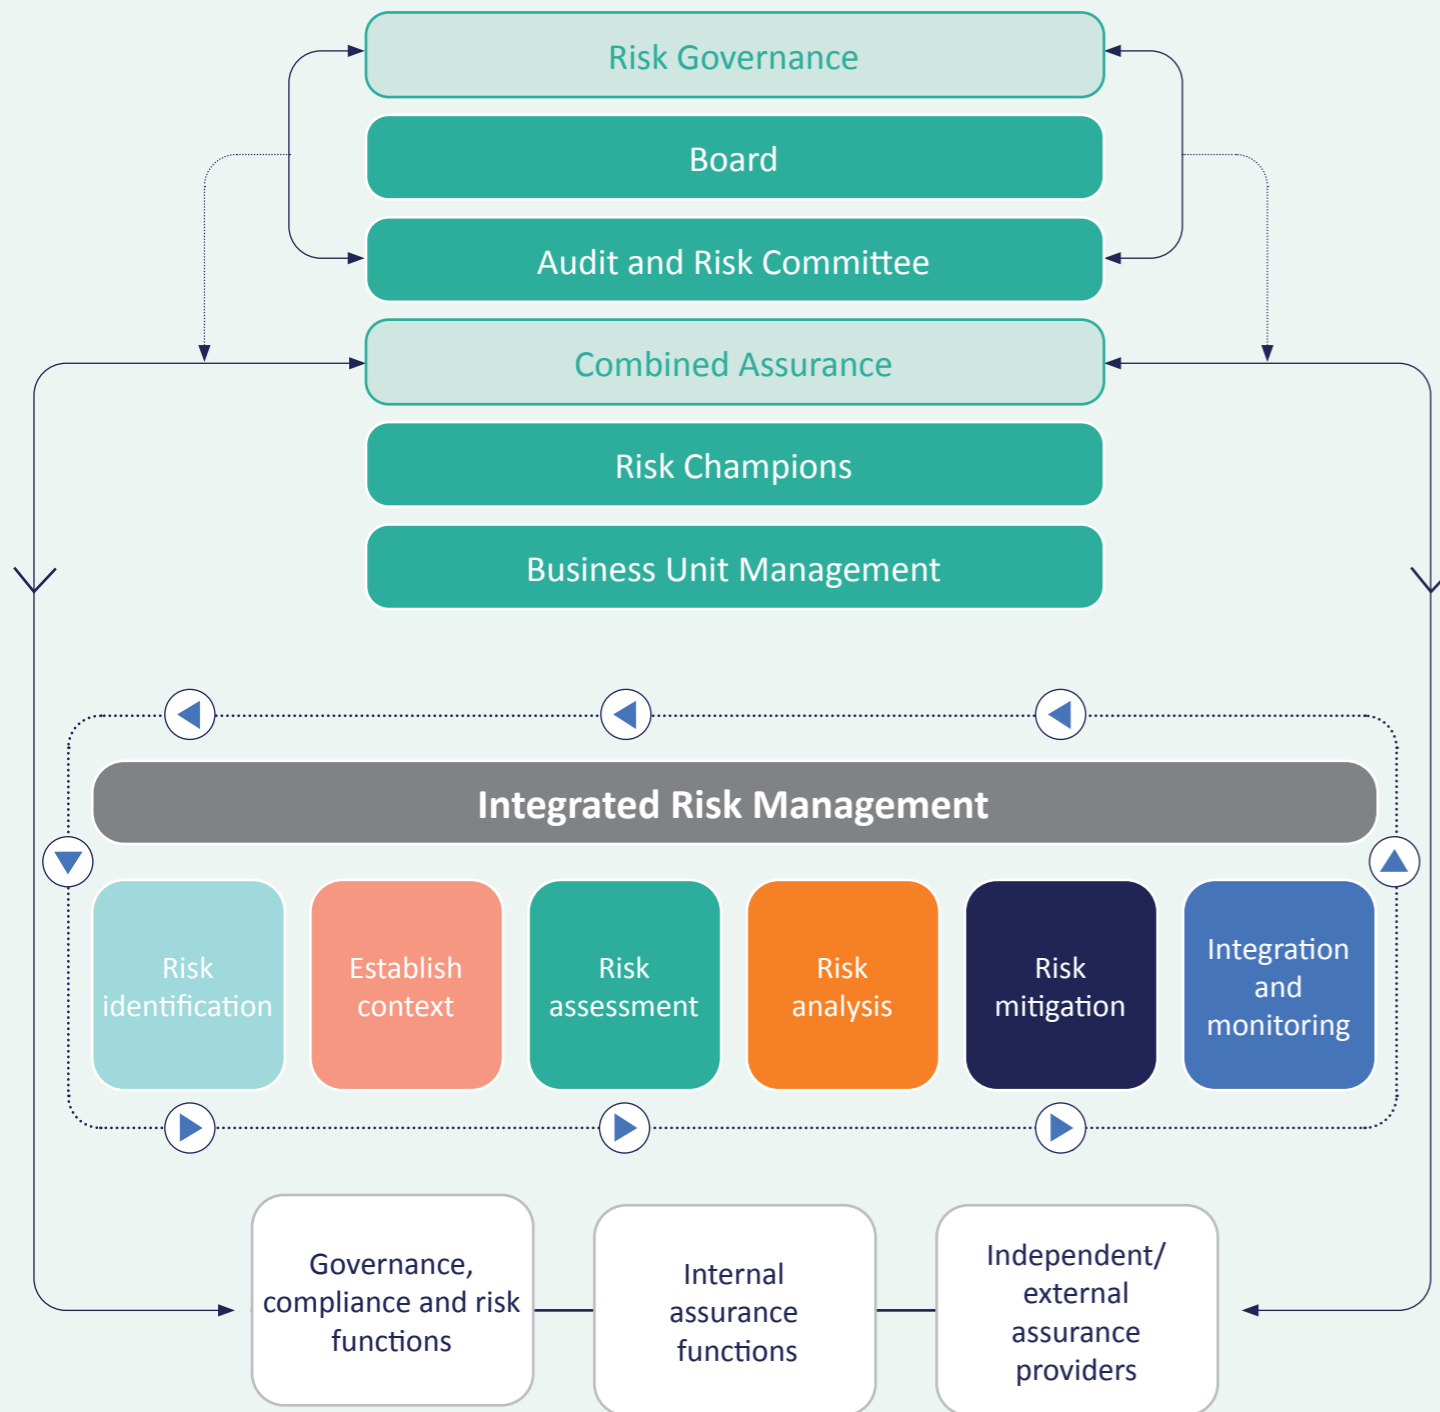 Risk Governance
Board
Audit and Risk Committee
Combined Assurance
Risk Champions
Business Unit Management
Integrated Risk Management
Risk
identification
Establish
context
Risk
assessment
Risk
analysis
Risk
mitigation
Integration
and
monitoring
Governance,
compliance and risk
functions
Internal
assurance
functions
Independent/
external
assurance
providers